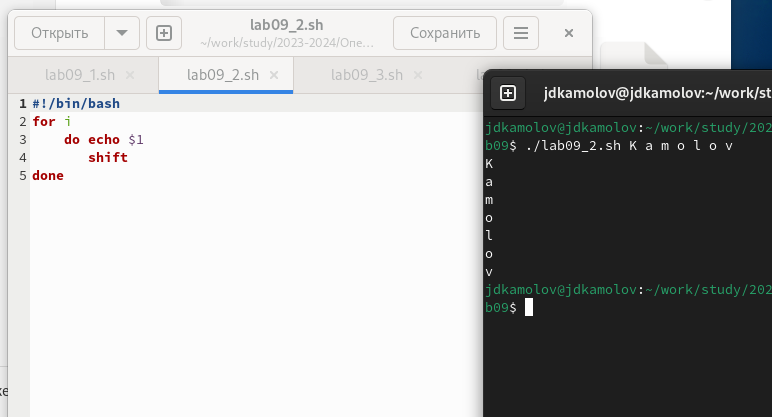 Открыть
lab09_2.sh
~/work/study/2023-2024/Опе...
Сохранить
lab09_1.sh
lab09_2.sh
lab09_3.sh
1 #!/bin/bash
2 for i
3 do echo $1
4 shift
5 done
jdkamolov@jdkamolov:~/work/st
jdkamolov@jdkamolov:~/work/study/202
b09$ ./lab09_2.sh K a m o l o v
K
a
m
o
l
o
v
jdkamolov@jdkamolov:~/work/study/202
b09$